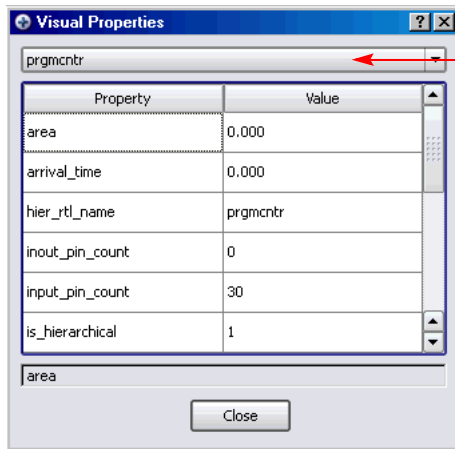 Visual Properties
prgmcntr
Property Value
area 0.000
arrival_time 0.000
hier_rtl_name prgmcntr
inout_pin_count 0
input_pin_count 30
is_hierarchical 1
area
Close